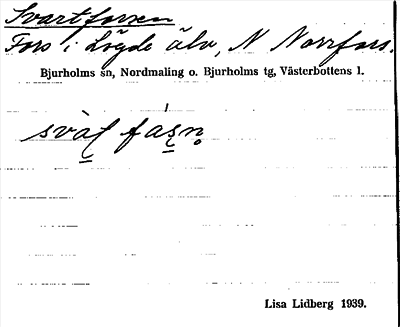 Svartforsen
Fors i Lögde älv, N Norrfors.
Bjurholms sn, Nordmaling o. Bjurholms tg, Västerbottens l.
Lisa Lidberg 1939.